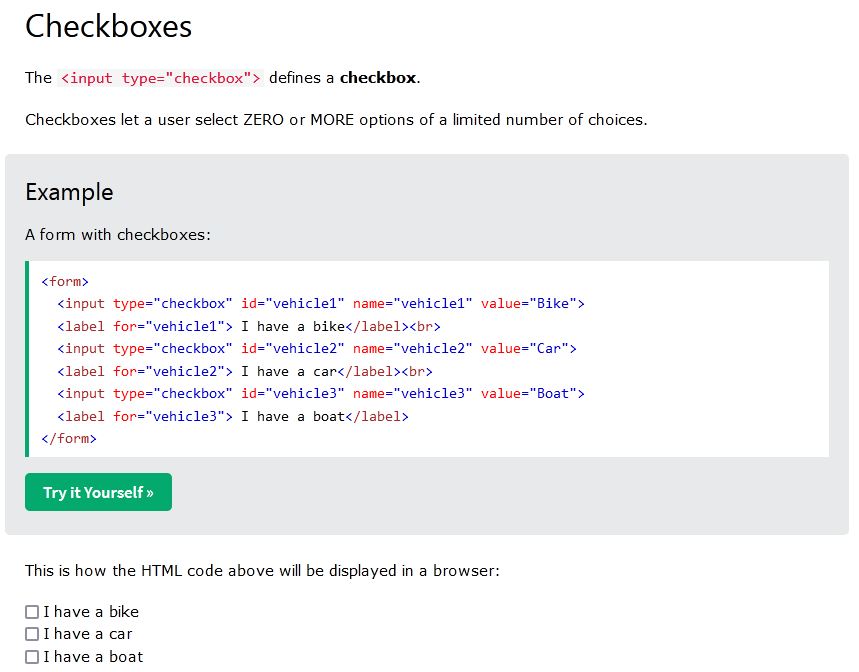 Checkboxes
The <input type="checkbox"> defines a checkbox.
Checkboxes let a user select ZERO or MORE options of a limited number of choices.
Example
A form with checkboxes:
<form>
  <input type="checkbox" id="vehicle1" name="vehicle1" value="Bike">
  <label for="vehicle1"> I have a bike</label><br>
  <input type="checkbox" id="vehicle2" name="vehicle2" value="Car">
  <label for="vehicle2"> I have a car</label><br>
  <input type="checkbox" id="vehicle3" name="vehicle3" value="Boat">
  <label for="vehicle3"> I have a boat</label>
</form>
Try it Yourself »
This is how the HTML code above will be displayed in a browser:
I have a bike
I have a car
I have a boat